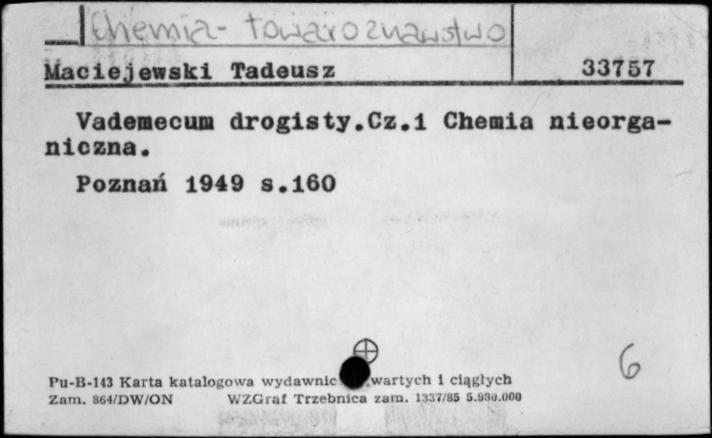 Chemia - towaroznawstwo
Maciejewski Tadeusz 33757
Vademecum drogisty.Cz.1 Chemia nieorga-
niczna.
Poznań 1949 s.160
6
Pu-B-143 Karta katalogowa wydawnic wartych i ciągłych
Zam. 864/DW/ON WZGraf Trzebnica zam. 1337/85 5.980.000